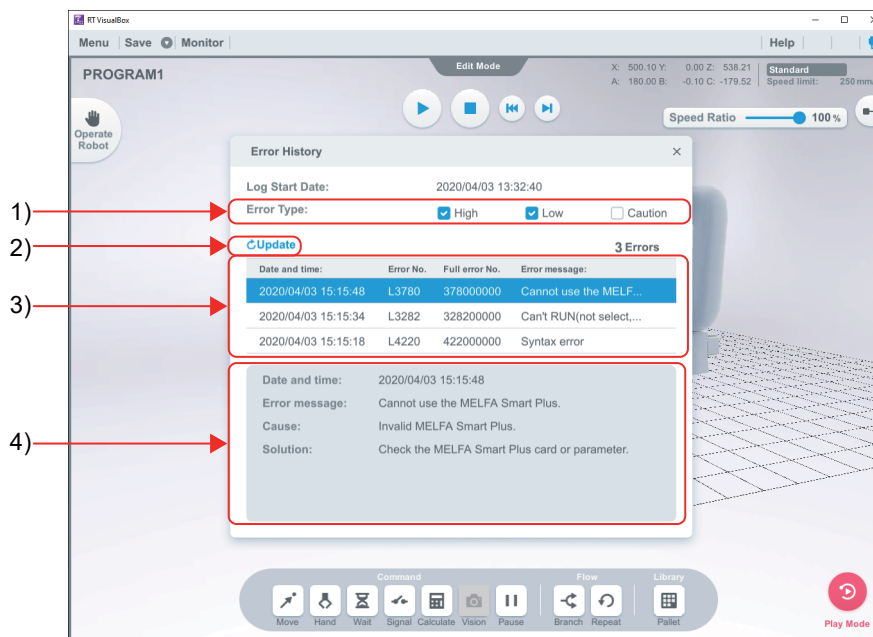 RT VisualBox
Menu Save Monitor Help
PROGRAM1
Edit Mode
X: 500.10 Y: 0.00 Z: 538.21
A: 180.00 B: -0.10 C: -179.52
Standard
Speed limit: 250 mm/
Operate
Robot
Speed Ratio 100 %
Error History
Log Start Date: 2020/04/03 13:32:40
1)
Error Type: High Low Caution
2)
Update 3 Errors
3)
Date and time: Error No. Full error No. Error message:
2020/04/03 15:15:48 L3780 378000000 Cannot use the MELF...
2020/04/03 15:15:34 L3282 328200000 Can't RUN(not select,...
2020/04/03 15:15:18 L4220 422000000 Syntax error
4)
Date and time: 2020/04/03 15:15:48
Error message: Cannot use the MELFA Smart Plus.
Cause: Invalid MELFA Smart Plus.
Solution: Check the MELFA Smart Plus card or parameter.
Command Flow Library
Move Hand Wait Signal Calculate Vision Pause Branch Repeat Pallet
Play Mode